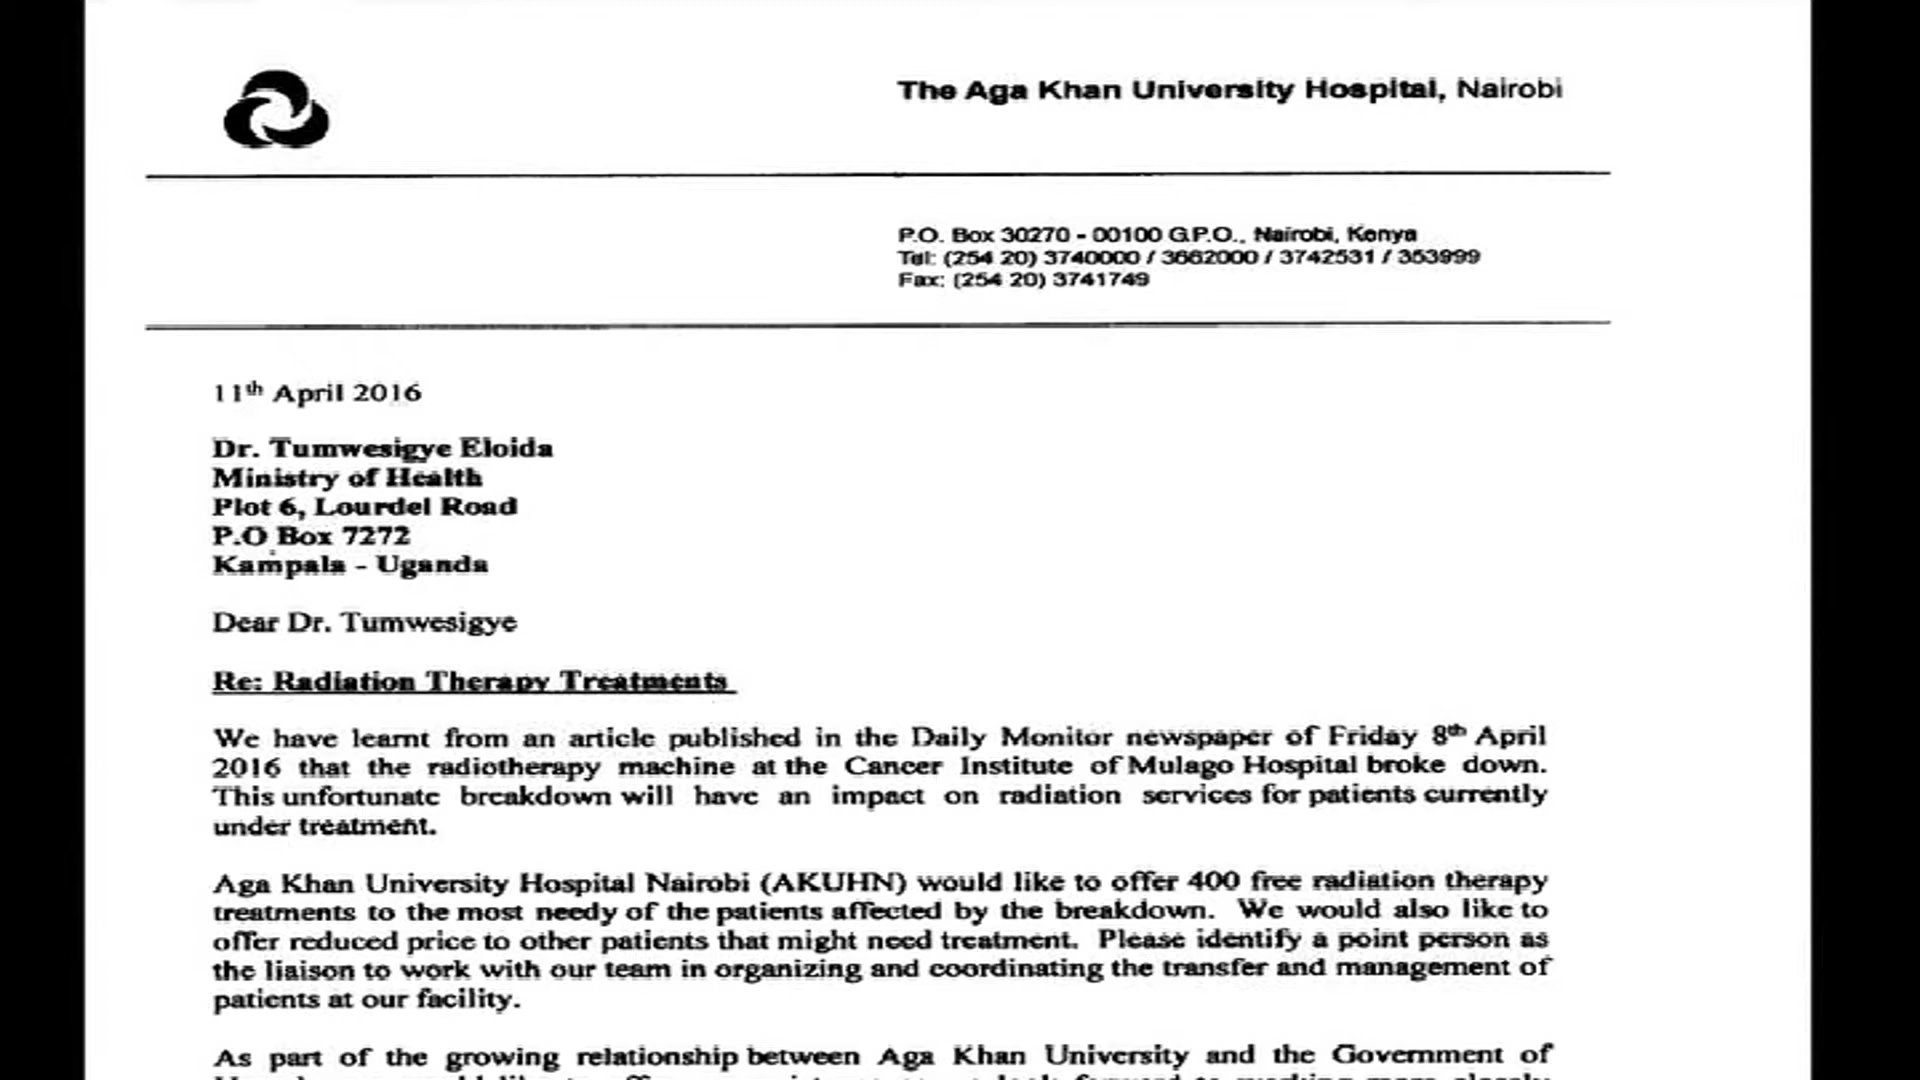 The Aga Khan University Hospital, Nairobi
P.O. Box 30270 - 00100 G.P.O., Nairobi, Kenya
Tel: (254 20) 3740000 / 3662000 / 3742531 / 353999
Fax: (254 20) 3741749
11th April 2016
Dr. Tumwesigye Eloida
Ministry of Health
Plot 6, Lourdel Road
P.O Box 7272
Kampala - Uganda
Dear Dr. Tumwesigye
Re: Radiation Therapy Treatments
We have learnt from an article published in the Daily Monitor newspaper of Friday 8th April
2016 that the radiotherapy machine at the Cancer Institute of Mulago Hospital broke down.
This unfortunate breakdown will have an impact on radiation services for patients currently
under treatment.
Aga Khan University Hospital Nairobi (AKUHN) would like to offer 400 free radiation therapy
treatments to the most needy of the patients affected by the breakdown. We would also like to
offer reduced price to other patients that might need treatment. Please identify a point person as
the liaison to work with our team in organizing and coordinating the transfer and management of
patients at our facility.
As part of the growing relationship between Aga Khan University and the Government of